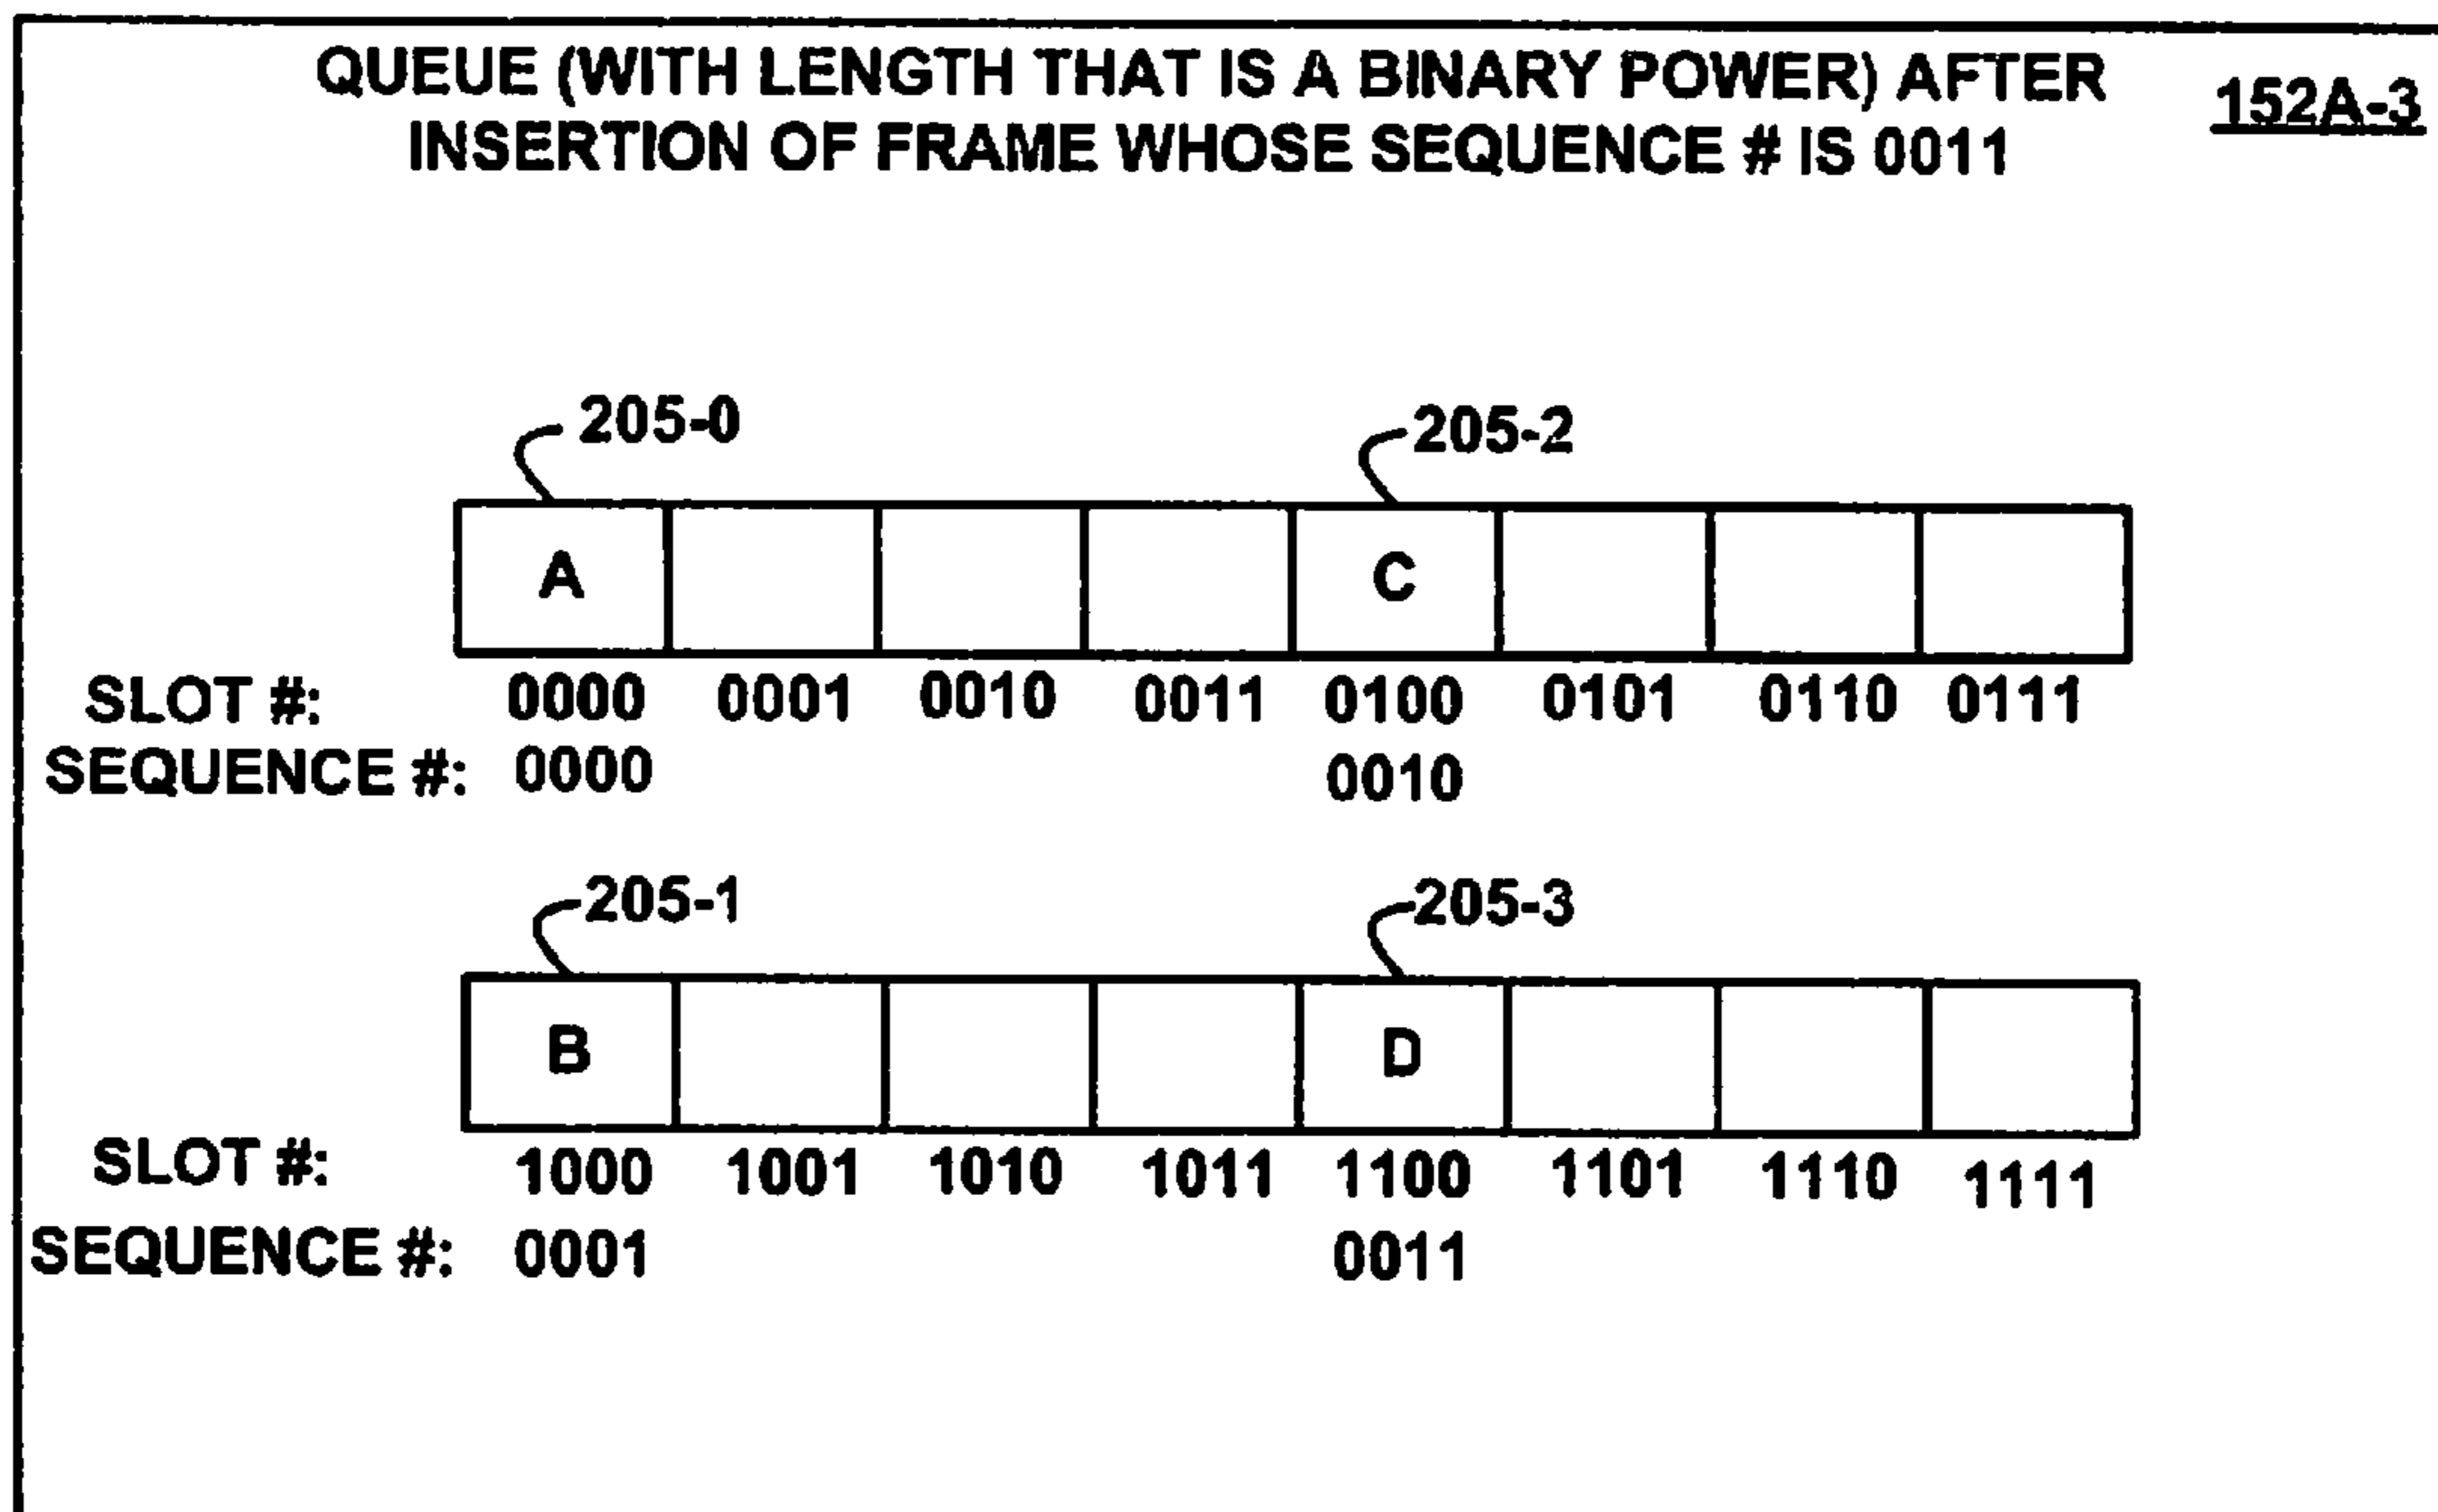 QUEUE (WITH LENGTH THAT IS A BINARY POWER) AFTER
INSERTION OF FRAME WHOSE SEQUENCE # IS 0011
152A-3
205-0 205-2
A C
SLOT #: 0000 0001 0010 0011 0100 0101 0110 0111
SEQUENCE #: 0000 0010
205-1 205-3
B D
SLOT #: 1000 1001 1010 1011 1100 1101 1110 1111
SEQUENCE #: 0001 0011